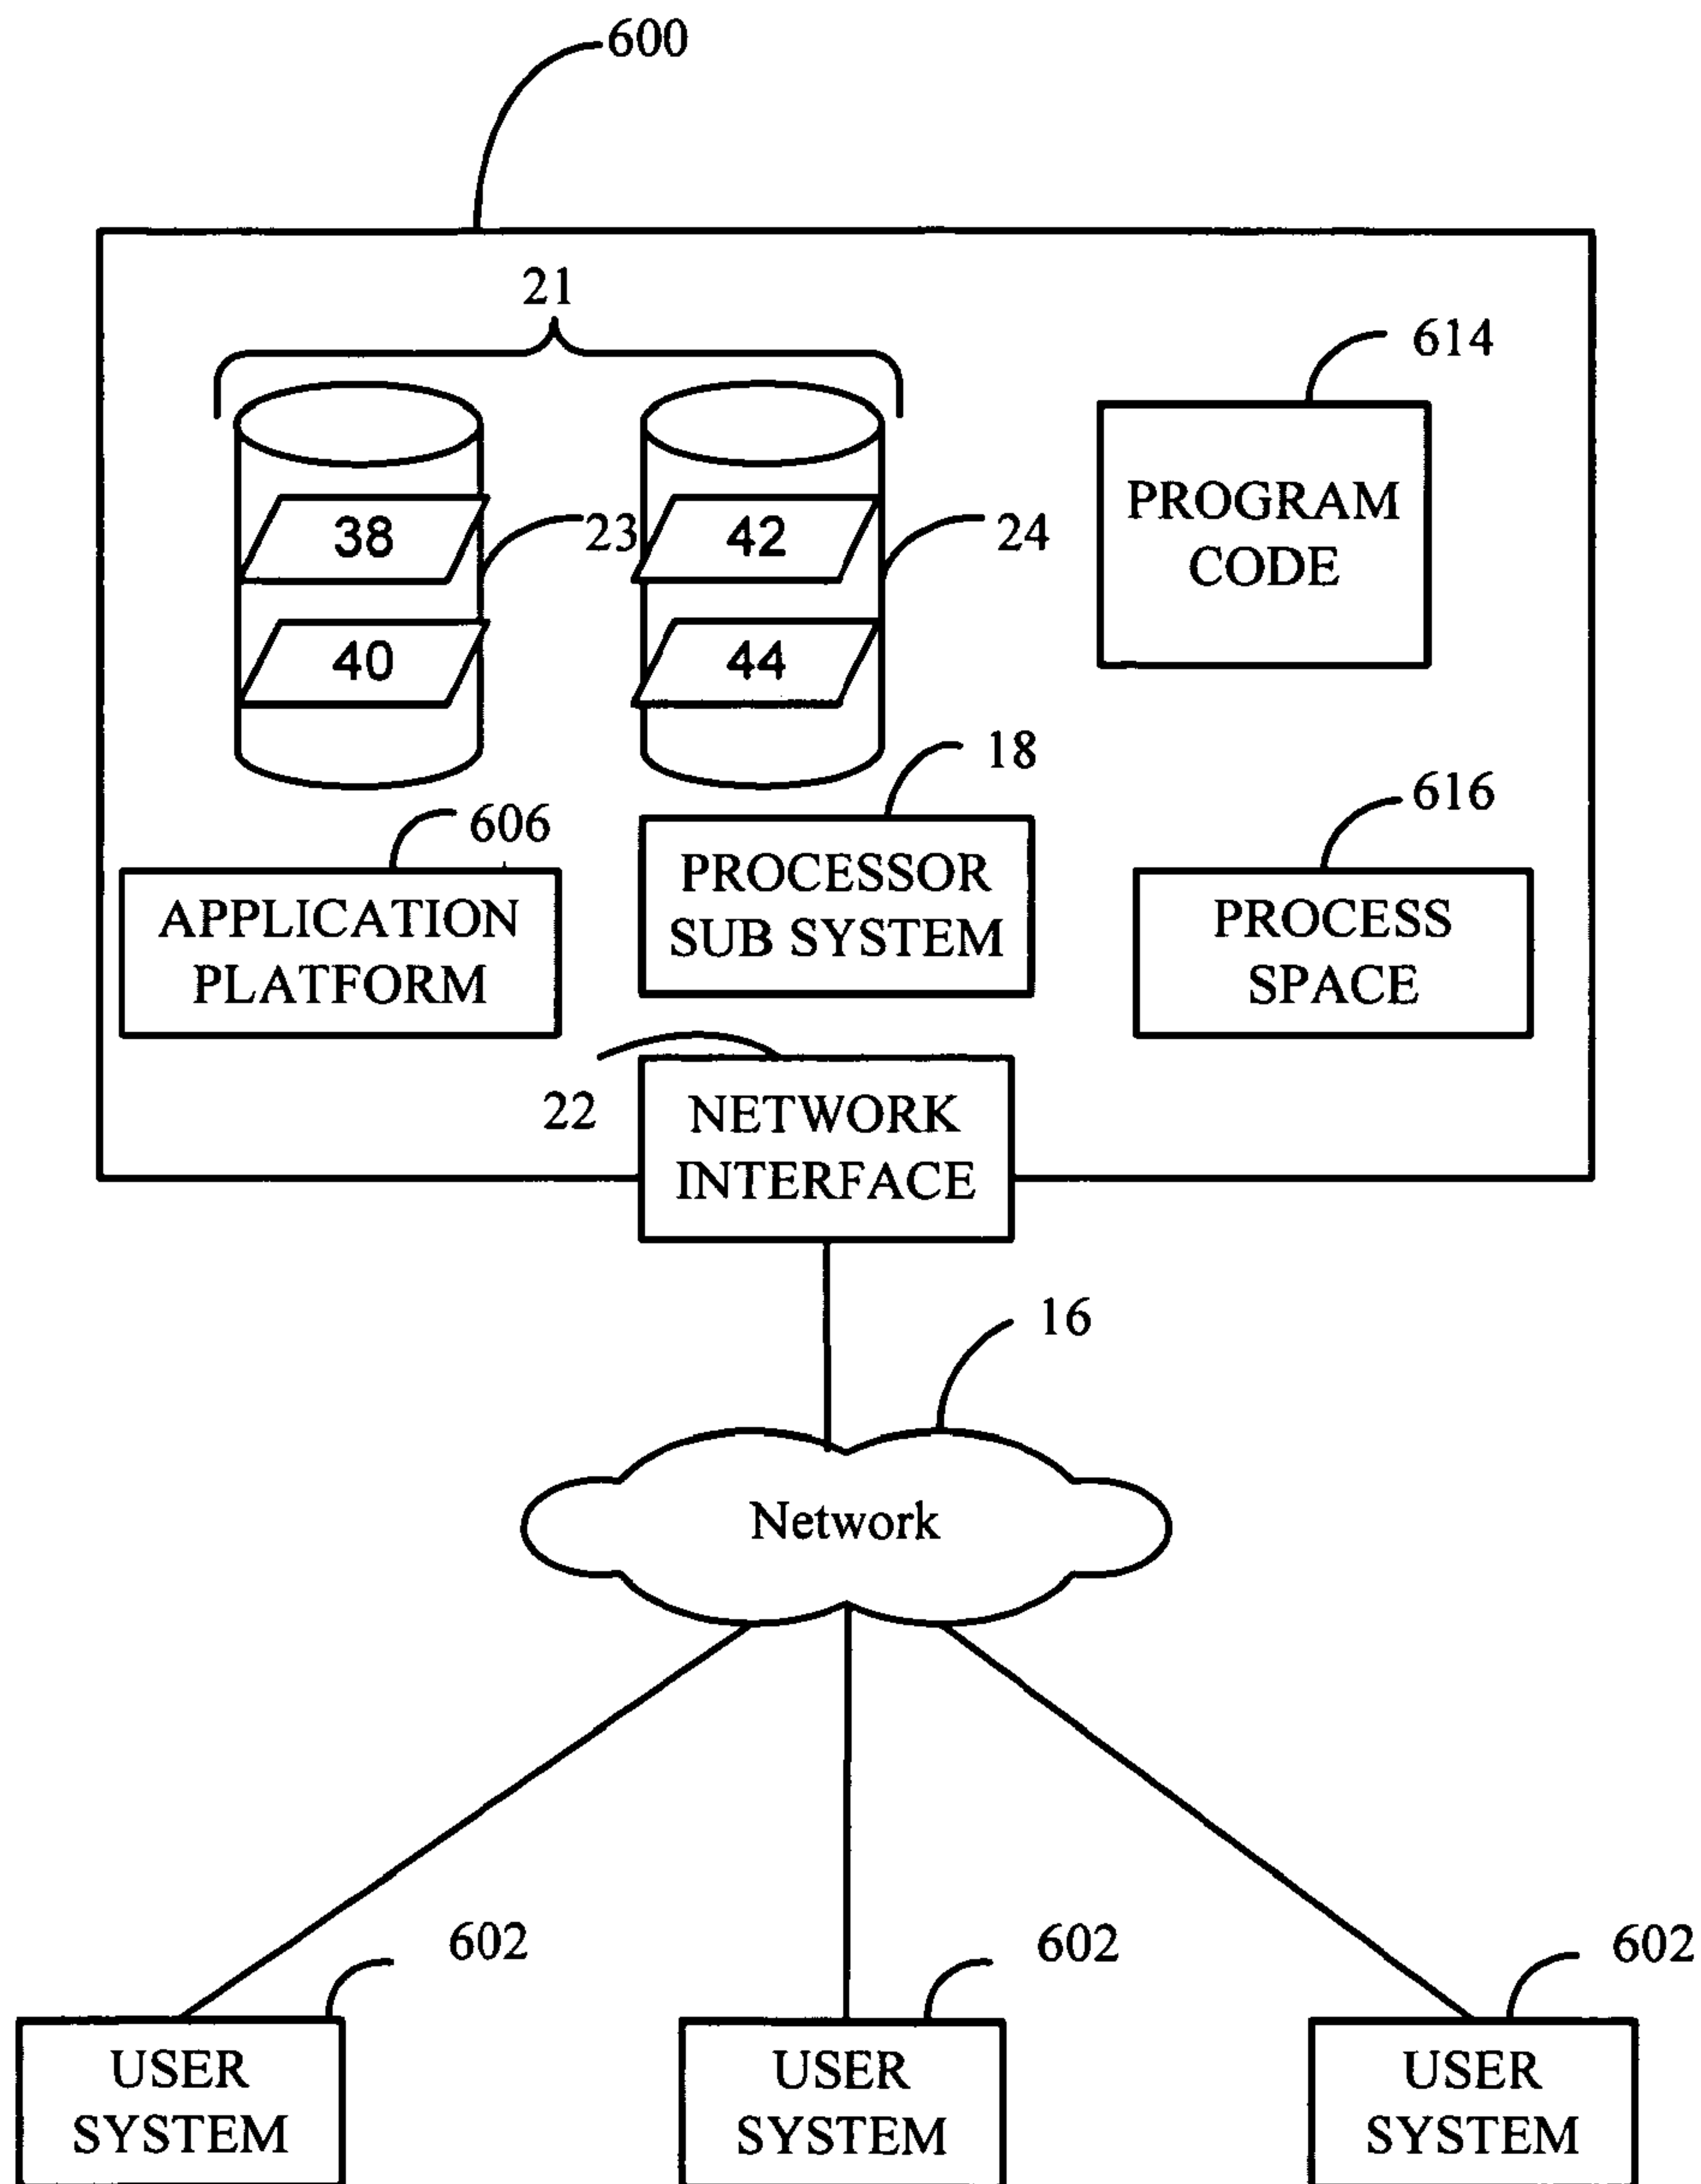 600
21
614
38
23
42
24
PROGRAM
CODE
40
44
18
606
616
APPLICATION
PLATFORM
PROCESSOR
SUB SYSTEM
PROCESS
SPACE
22
NETWORK
INTERFACE
16
Network
602
602
602
USER
SYSTEM
USER
SYSTEM
USER
SYSTEM